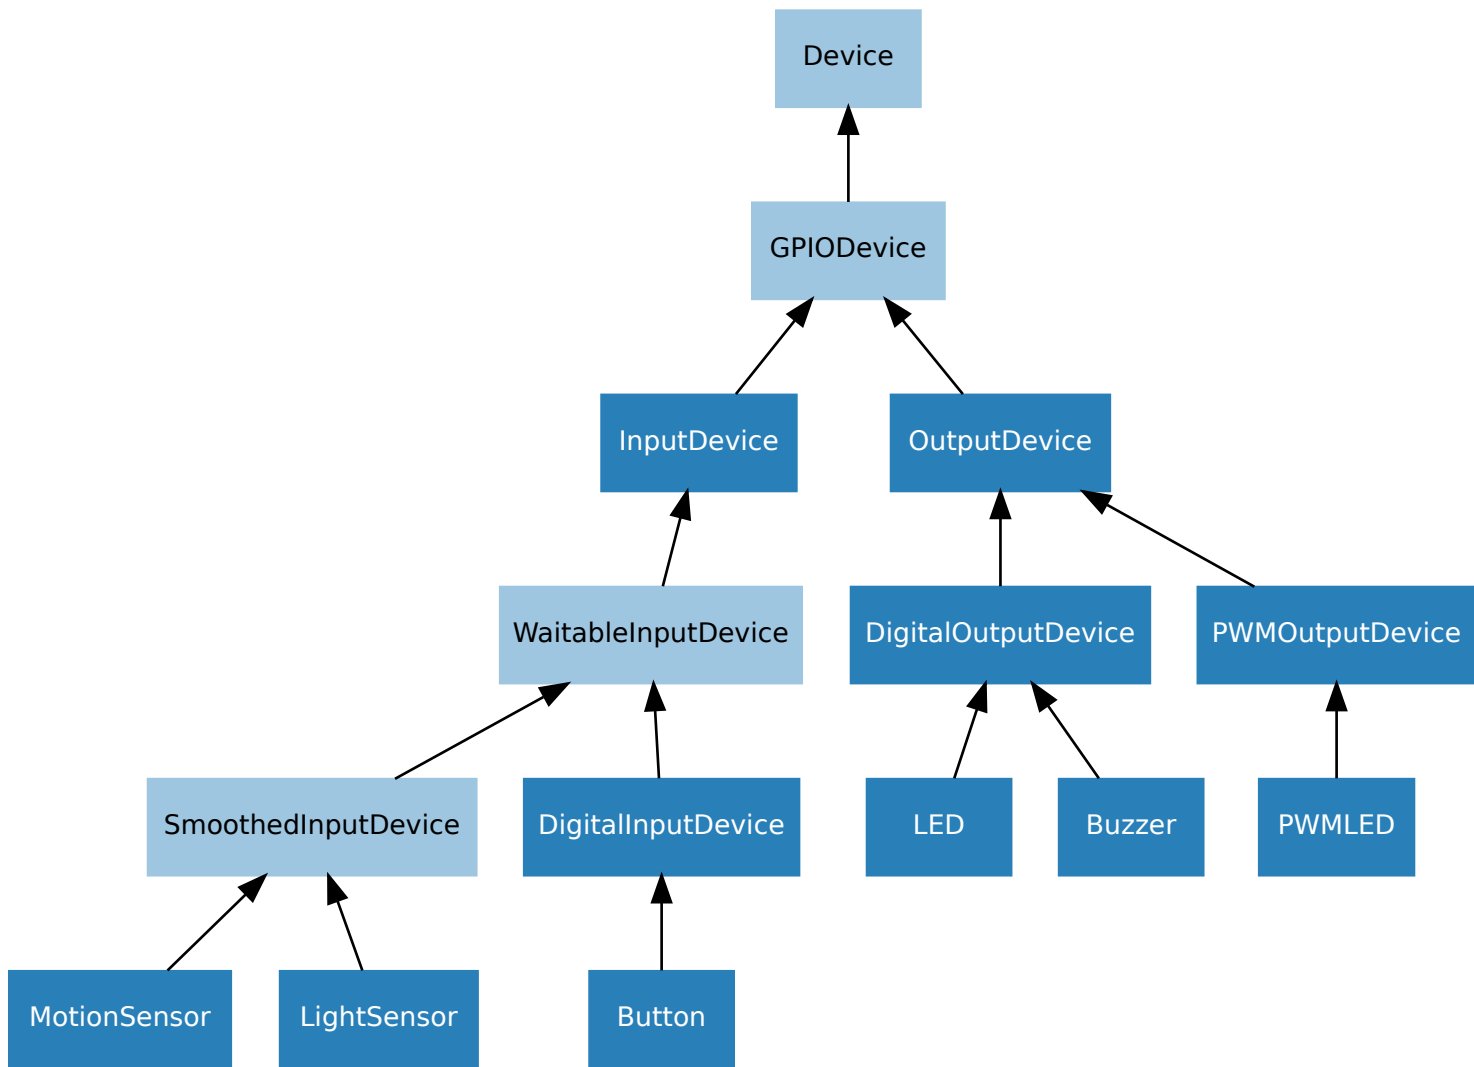 Device
GPIODevice
InputDevice
OutputDevice
WaitableInputDevice
DigitalOutputDevice
PWMOutputDevice
SmoothedInputDevice
DigitalInputDevice
LED
Buzzer
PWMLED
MotionSensor
LightSensor
Button